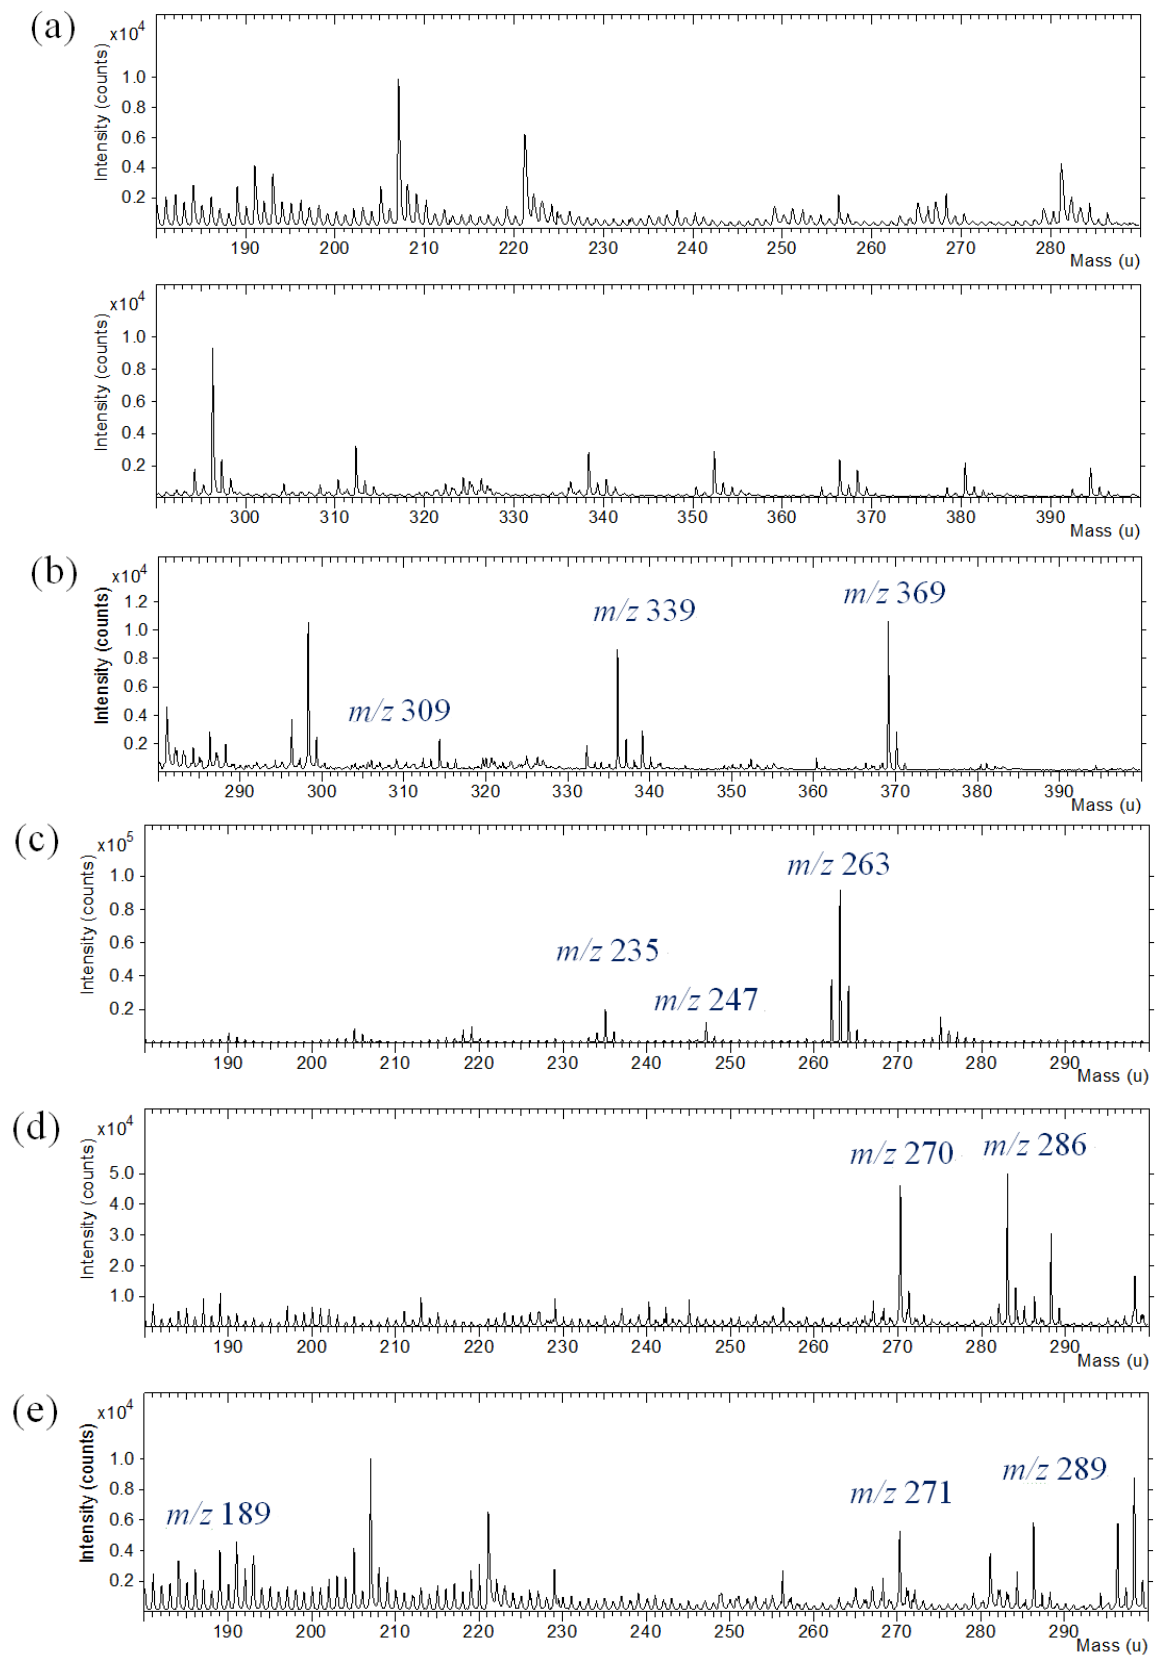 (a)
x10^4
Intensity (counts)
1.0
0.8
0.6
0.4
0.2
190 200 210 220 230 240 250 260 270 280
Mass (u)
x10^4
Intensity (counts)
1.0
0.8
0.6
0.4
0.2
300 310 320 330 340 350 360 370 380 390
Mass (u)
(b)
x10^4
Intensity (counts)
1.2
1.0
0.8
0.6
0.4
0.2
m/z 309
m/z 339
m/z 369
290 300 310 320 330 340 350 360 370 380 390
Mass (u)
(c)
x10^5
Intensity (counts)
1.0
0.8
0.6
0.4
0.2
m/z 235
m/z 247
m/z 263
190 200 210 220 230 240 250 260 270 280 290
Mass (u)
(d)
x10^4
Intensity (counts)
5.0
4.0
3.0
2.0
1.0
m/z 270
m/z 286
190 200 210 220 230 240 250 260 270 280 290
Mass (u)
(e)
x10^4
Intensity (counts)
1.0
0.8
0.6
0.4
0.2
m/z 189
m/z 271
m/z 289
190 200 210 220 230 240 250 260 270 280 290
Mass (u)